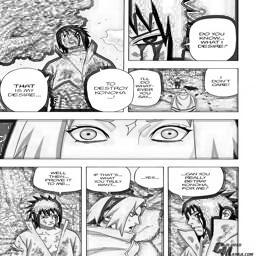 DO YOU
KNOW...
WHAT I
DESIRE?
TO
DESTROY
KONOHA...
THAT
IS MY
DESIRE...
I
DON'T
CARE!
I'LL
DO
WHAT
EVER
YOU
SAY...
CAN YOU
REALLY
BETRAY
KONOHA,
FOR
ME?
...YES...
IF THAT'S...
WHAT
YOU
TRULY
WANT...
WELL
THEN...
PROVE
IT TO
ME...